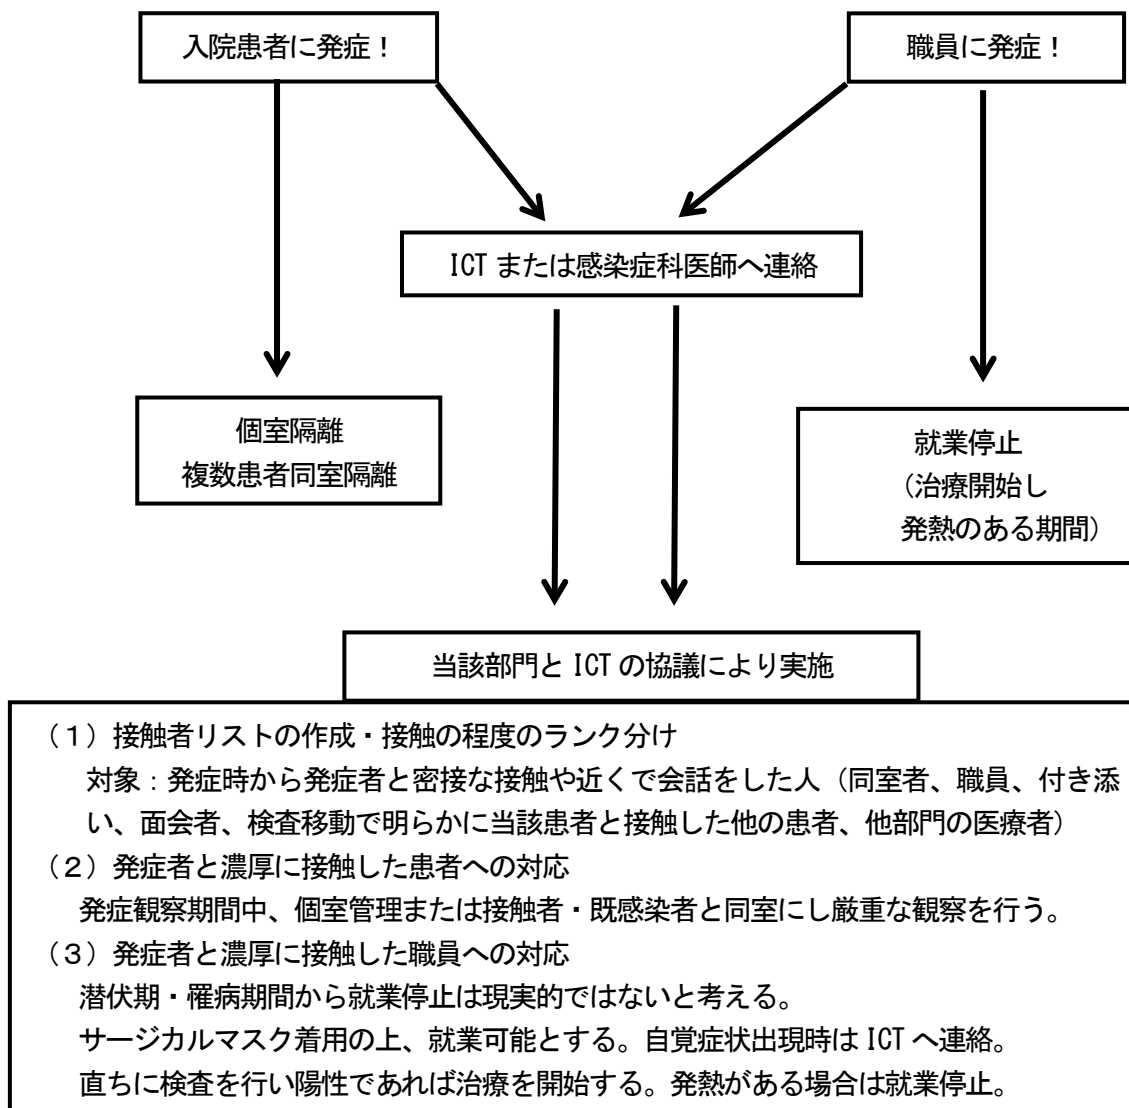 入院患者に発症！
職員に発症！
ICT または感染症科医師へ連絡
個室隔離
複数患者同室隔離
就業停止
（治療開始し
発熱のある期間）
当該部門と ICT の協議により実施
（１）接触者リストの作成・接触の程度のランク分け
対象：発症時から発症者と密接な接触や近くで会話をした人（同室者、職員、付き添
い、面会者、検査移動で明らかに当該患者と接触した他の患者、他部門の医療者）
（２）発症者と濃厚に接触した患者への対応
発症観察期間中、個室管理または接触者・既感染者と同室にし厳重な観察を行う。
（３）発症者と濃厚に接触した職員への対応
潜伏期・罹病期間から就業停止は現実的ではないと考える。
サージカルマスク着用の上、就業可能とする。自覚症状出現時は ICT へ連絡。
直ちに検査を行い陽性であれば治療を開始する。発熱がある場合は就業停止。